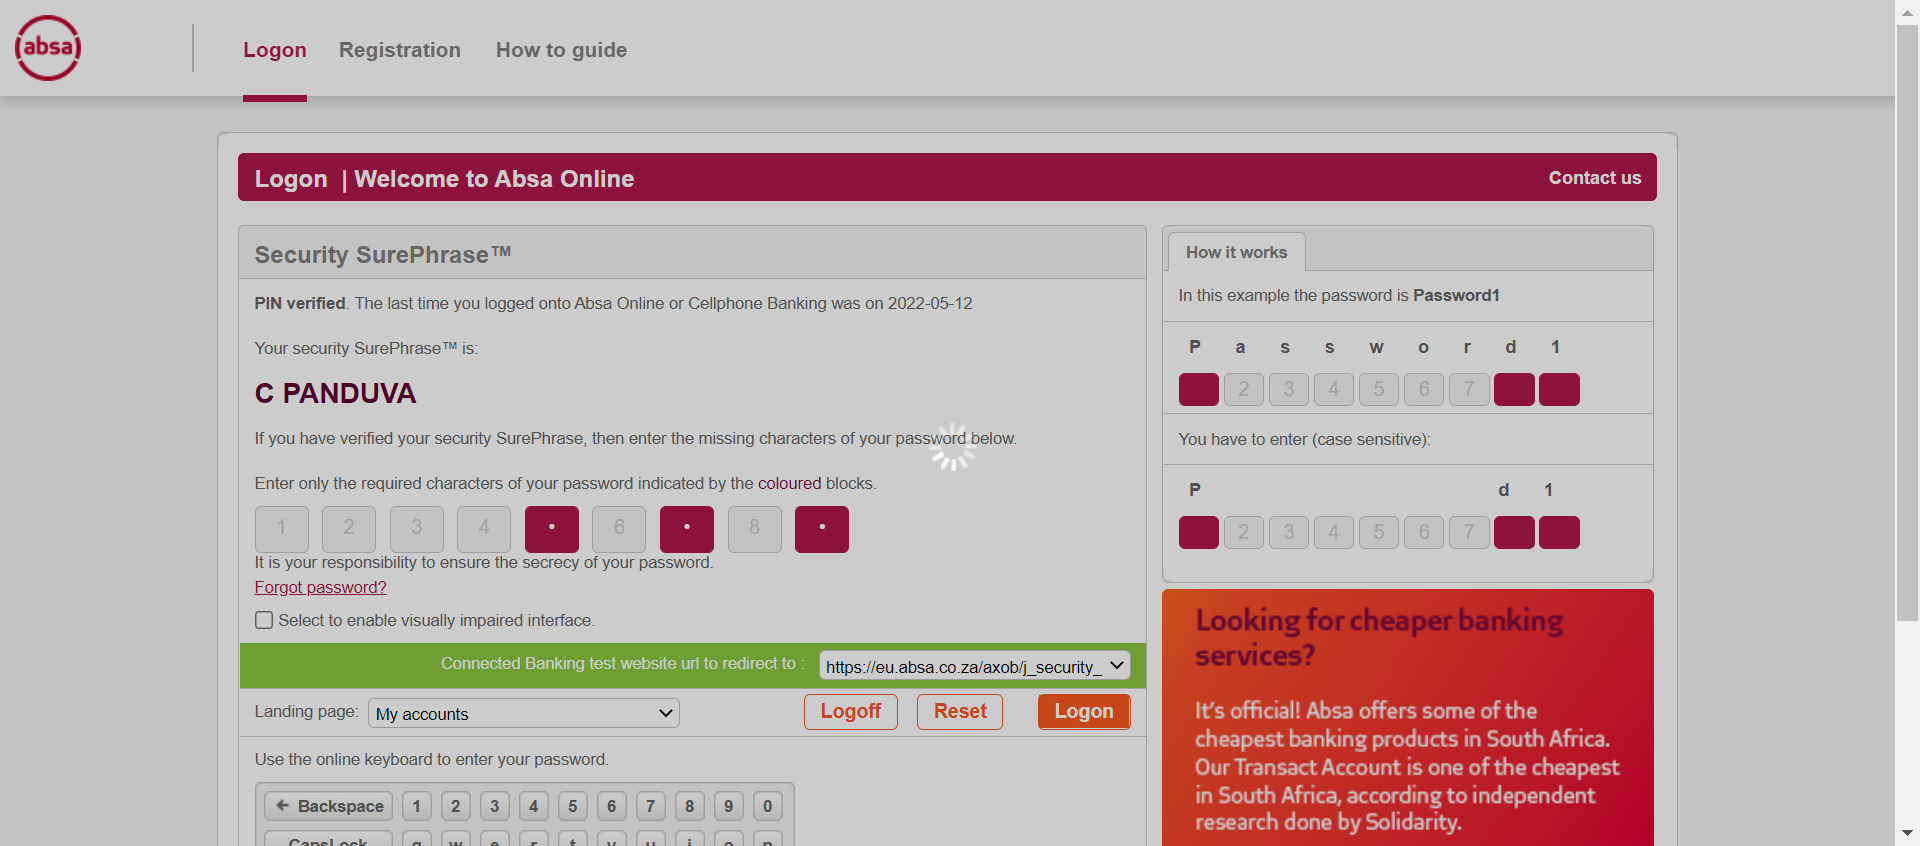 absa
Logon Registration How to guide
Logon | Welcome to Absa Online
Contact us
Security SurePhrase™
PIN verified. The last time you logged onto Absa Online or Cellphone Banking was on 2022-05-12
Your security SurePhrase™ is:
C PANDUVA
If you have verified your security SurePhrase, then enter the missing characters of your password below.
Enter only the required characters of your password indicated by the coloured blocks.
1 2 3 4 • 6 • 8 •
It is your responsibility to ensure the secrecy of your password.
Forgot password?
Select to enable visually impaired interface.
Connected Banking test website url to redirect to : https://eu.absa.co.za/axob/j_security_
Landing page: My accounts Logoff Reset Logon
Use the online keyboard to enter your password.
Backspace 1 2 3 4 5 6 7 8 9 0
CapsLock q w e r t y u i o p
How it works
In this example the password is Password1
P a s s w o r d 1
2 3 4 5 6 7
You have to enter (case sensitive):
P d 1
2 3 4 5 6 7
Looking for cheaper banking
services?
It's official! Absa offers some of the
cheapest banking products in South Africa.
Our Transact Account is one of the cheapest
in South Africa, according to independent
research done by Solidarity.